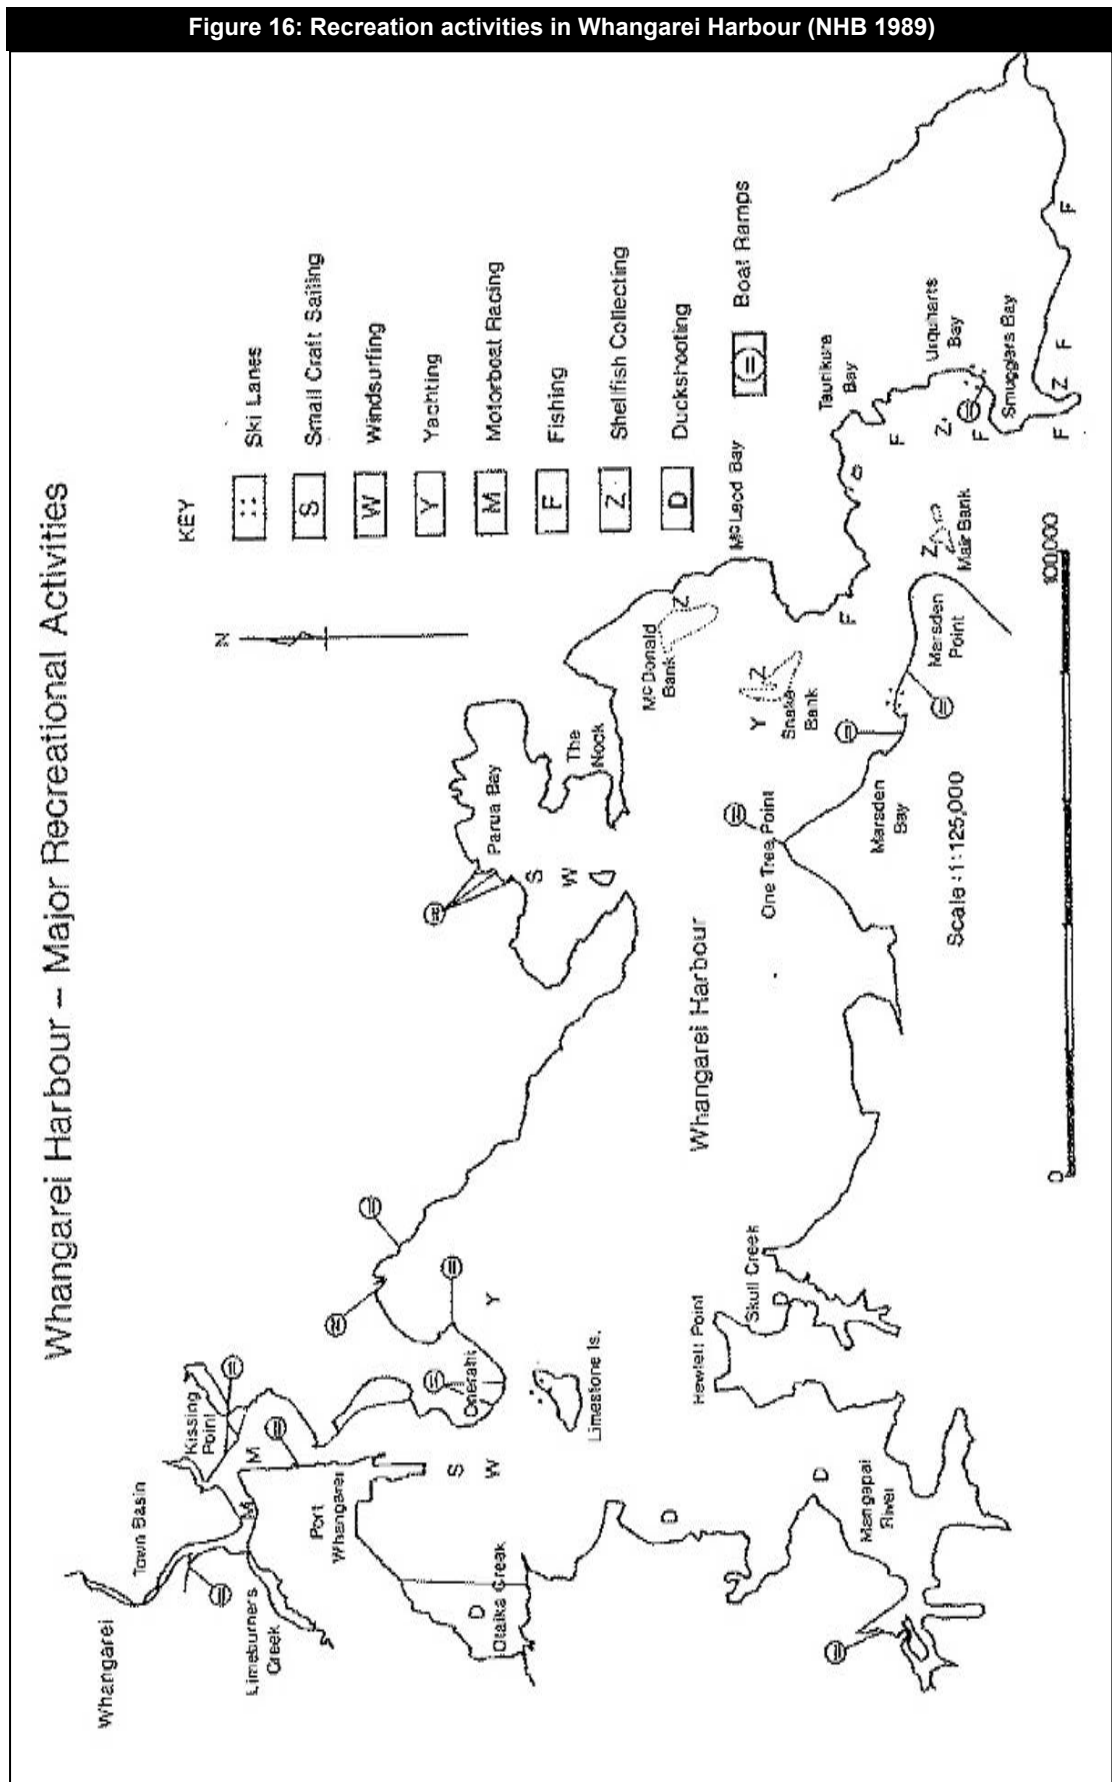 Figure 16: Recreation activities in Whangarei Harbour (NHB 1989)
Whangarei Harbour – Major Recreational Activities
N
KEY
Ski Lanes
S Small Craft Sailing
W Windsurfing
Y Yachting
M Motorboat Racing
F Fishing
Z Shellfish Collecting
D Duckshooting
Boat Ramps
Whangarei
Town Basin
Kissing
Point
Limeburners
Creek
M
M
Port
Whangarei
Onerahi
S
W
Y
D
Otaika Creek
Limestone Is.
D
D
Mangapai
River
Hewlett Point
Skull Creek
D
Parua Bay
S
W
The
Nook
McDonald
Bank
Z
Whangarei Harbour
One Tree Point
Y
Z
Snake
Bank
Marsden
Bay
Marsden
Point
Z
Mair Bank
McLeod Bay
F
Taurikura
Bay
F
Urquharts
Bay
Z
F
Smugglers Bay
F
Z
F
F
Scale :1:125,000
0
100,000